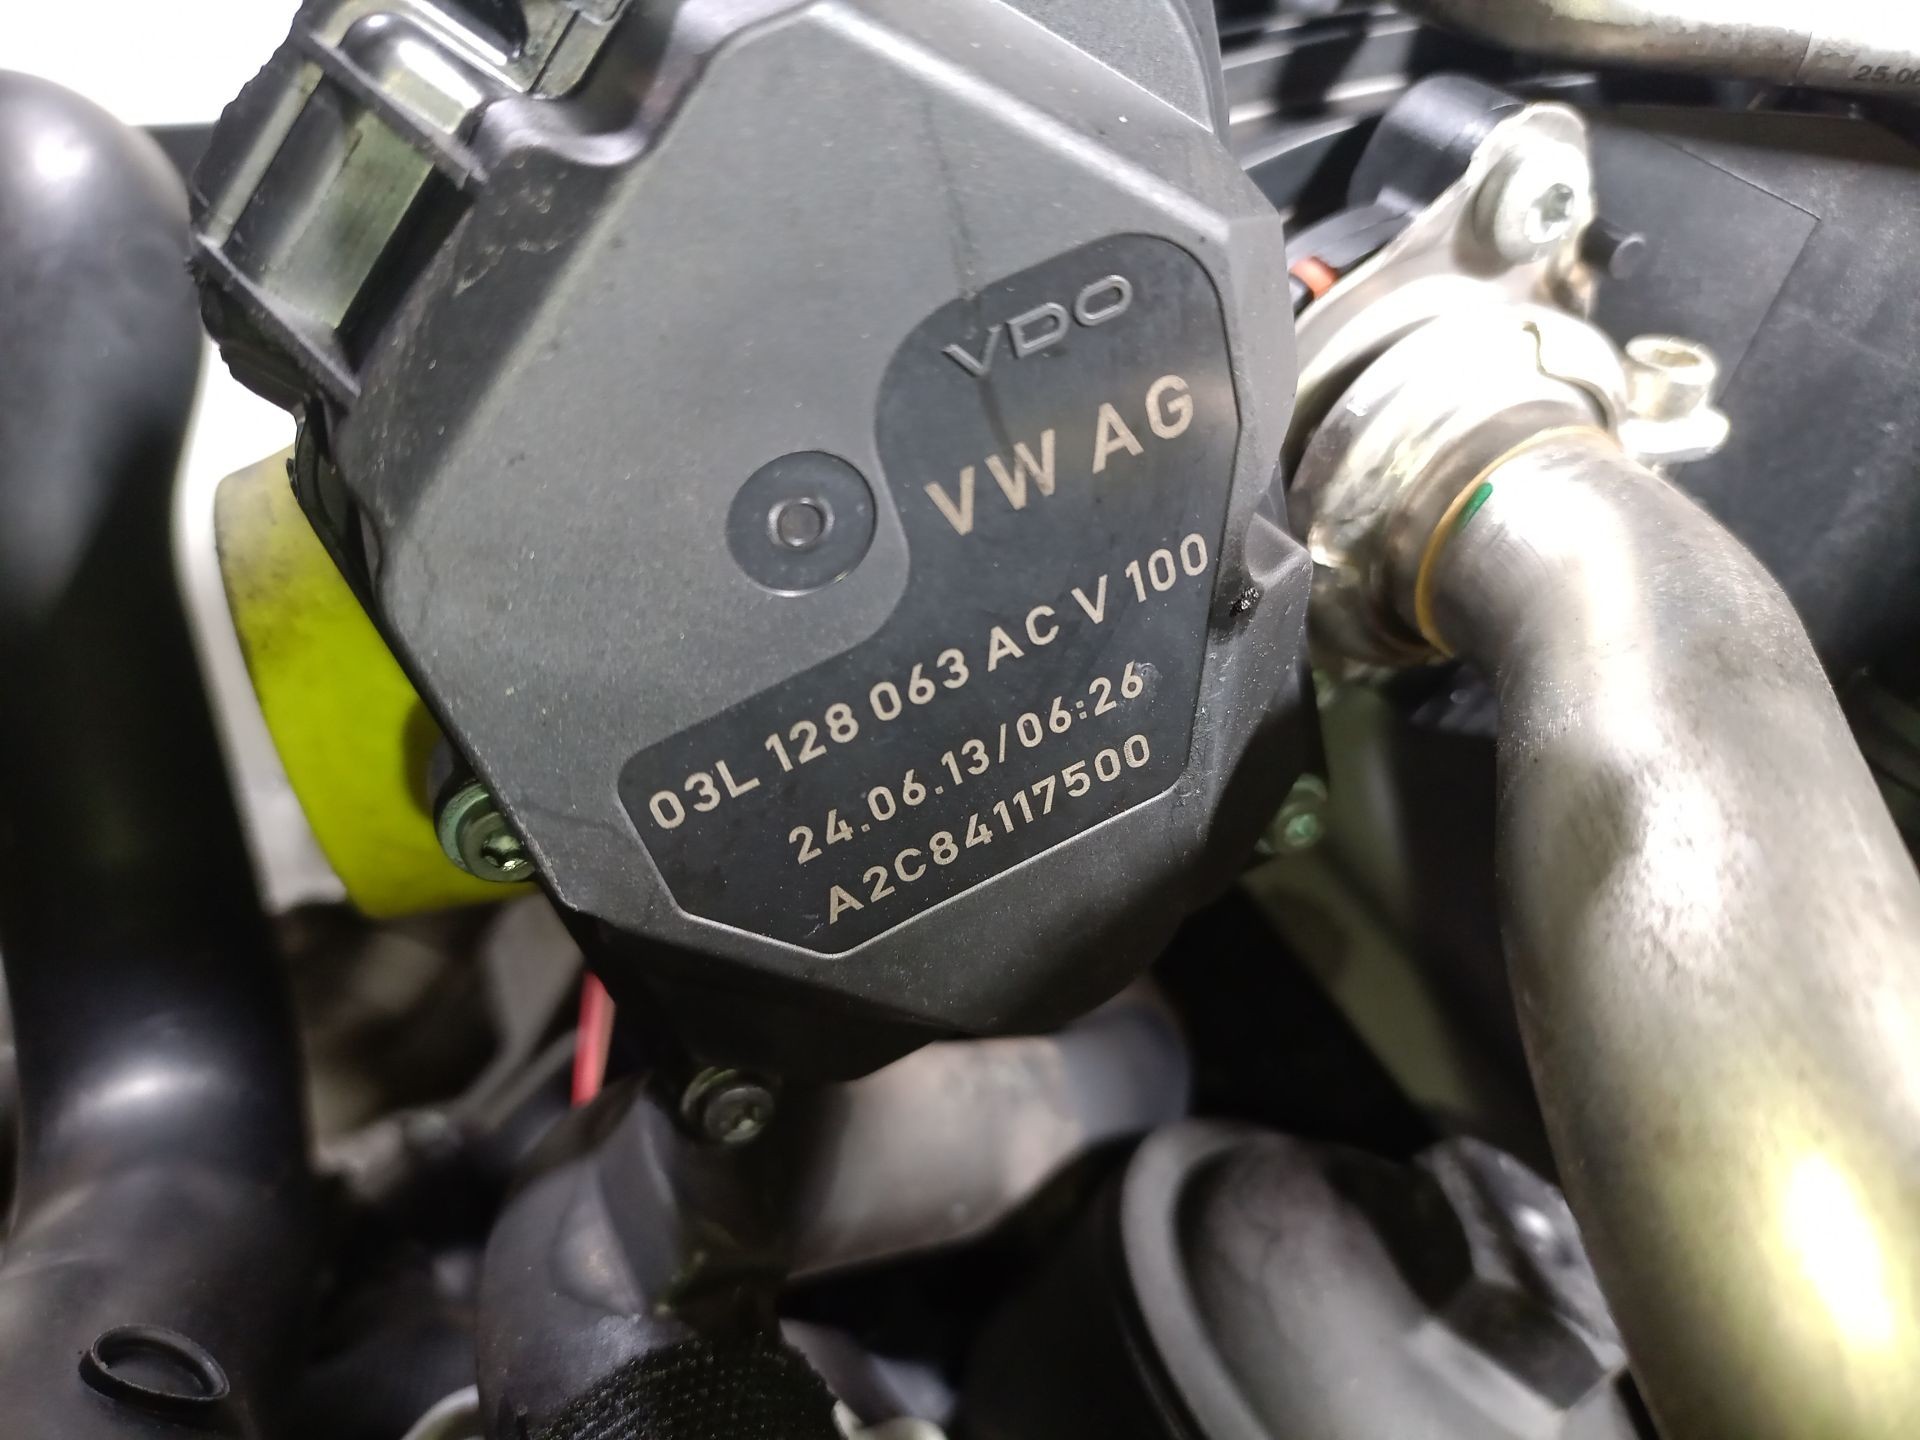 VDO
VW AG
03L 128 063 AC V 100
24.06.13/06:26
A2C84117500